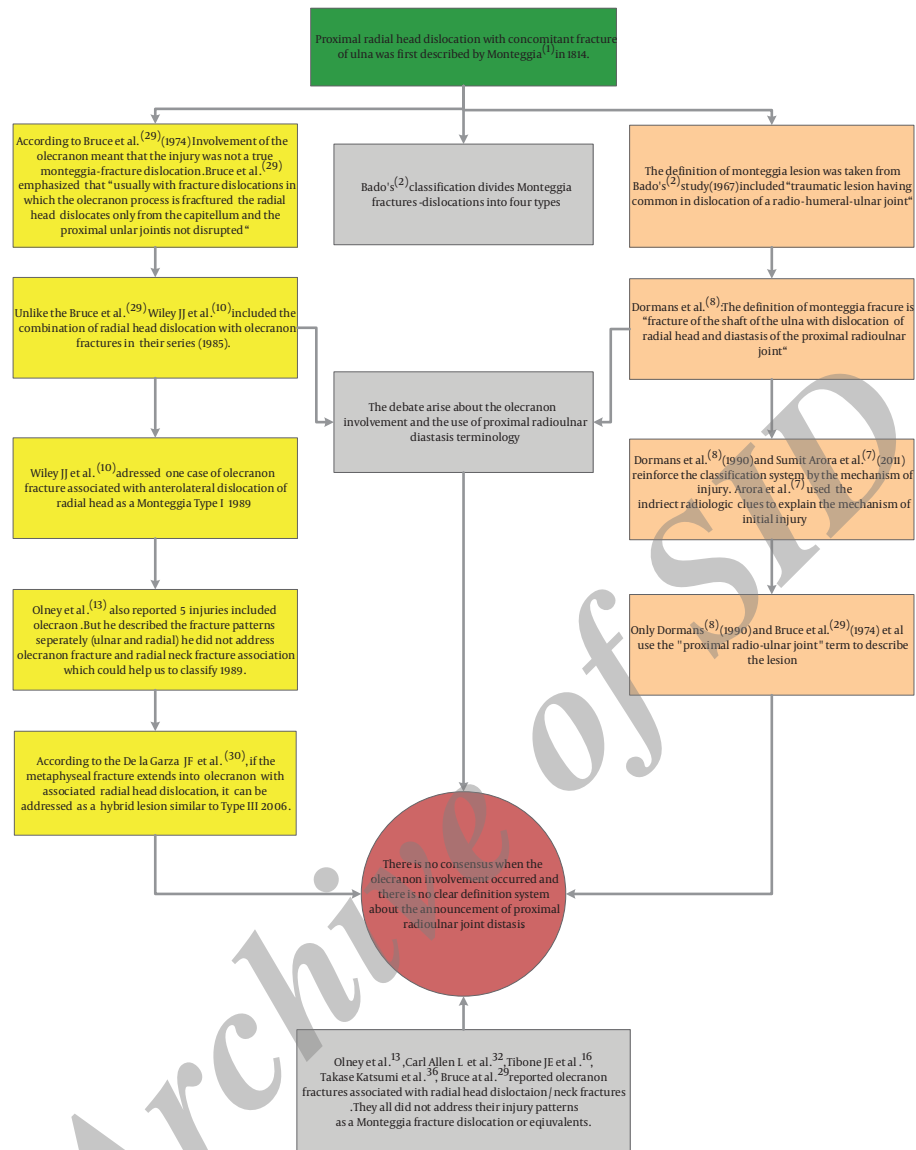 Proximal radial head dislocation with concomitant fracture
of ulna was first described by Monteggia(1) in 1814.
According to Bruce et al.(29)(1974) Involvement of the
olecranon meant that the injury was not a true
monteggia-fracture dislocation.Bruce et al.(29)
emphasized that "usually with fracture dislocations in
which the olecranon process is fracftured the radial
head dislocates only from the capitellum and the
proximal unlar jointis not disrupted"
Bado's(2) classification divides Monteggia
fractures -dislocations into four types
The definition of monteggia lesion was taken from
Bado's(2) study(1967) included "traumatic lesion having
common in dislocation of a radio-humeral-ulnar joint"
Unlike the Bruce et al.(29) Wiley JJ et al.(10) included the
combination of radial head dislocation with olecranon
fractures in their series (1985).
Dormans et al.(8):The definition of monteggia fracure is
"fracture of the shaft of the ulna with dislocation of
radial head and diastasis of the proximal radioulnar
joint"
The debate arise about the olecranon
involvement and the use of proximal radioulnar
diastasis terminology
Wiley JJ et al.(10) adressed one case of olecranon
fracture associated with anterolateral dislocation of
radial head as a Monteggia Type I 1989
Dormans et al.(8)(1990) and Sumit Arora et al.(7) (2011)
reinforce the classification system by the mechanism of
injury. Arora et al.(7) used the
indriect radiologic clues to explain the mechanism of
initial injury
Olney et al.(13) also reported 5 injuries included
olecraon .But he described the fracture patterns
seperately (ulnar and radial) he did not address
olecranon fracture and radial neck fracture association
which could help us to classify 1989.
Only Dormans(8)(1990) and Bruce et al.(29)(1974) et al
use the "proximal radio-ulnar joint" term to describe
the lesion
According to the De la Garza JF et al. (30), if the
metaphyseal fracture extends into olecranon with
associated radial head dislocation, it can be
addressed as a hybrid lesion similar to Type III 2006.
There is no consensus when the
olecranon involvement occurred and
there is no clear definition system
about the announcement of proximal
radioulnar joint distasis
Olney et al.13,Carl Allen L et al.32,Tibone JE et al.16,
Takase Katsumi et al.36, Bruce at al.29 reported olecranon
fractures associated with radial head disloctaion / neck fractures
.They all did not address their injury patterns
as a Monteggia fracture dislocation or eqiuvalents.
Archive of SID